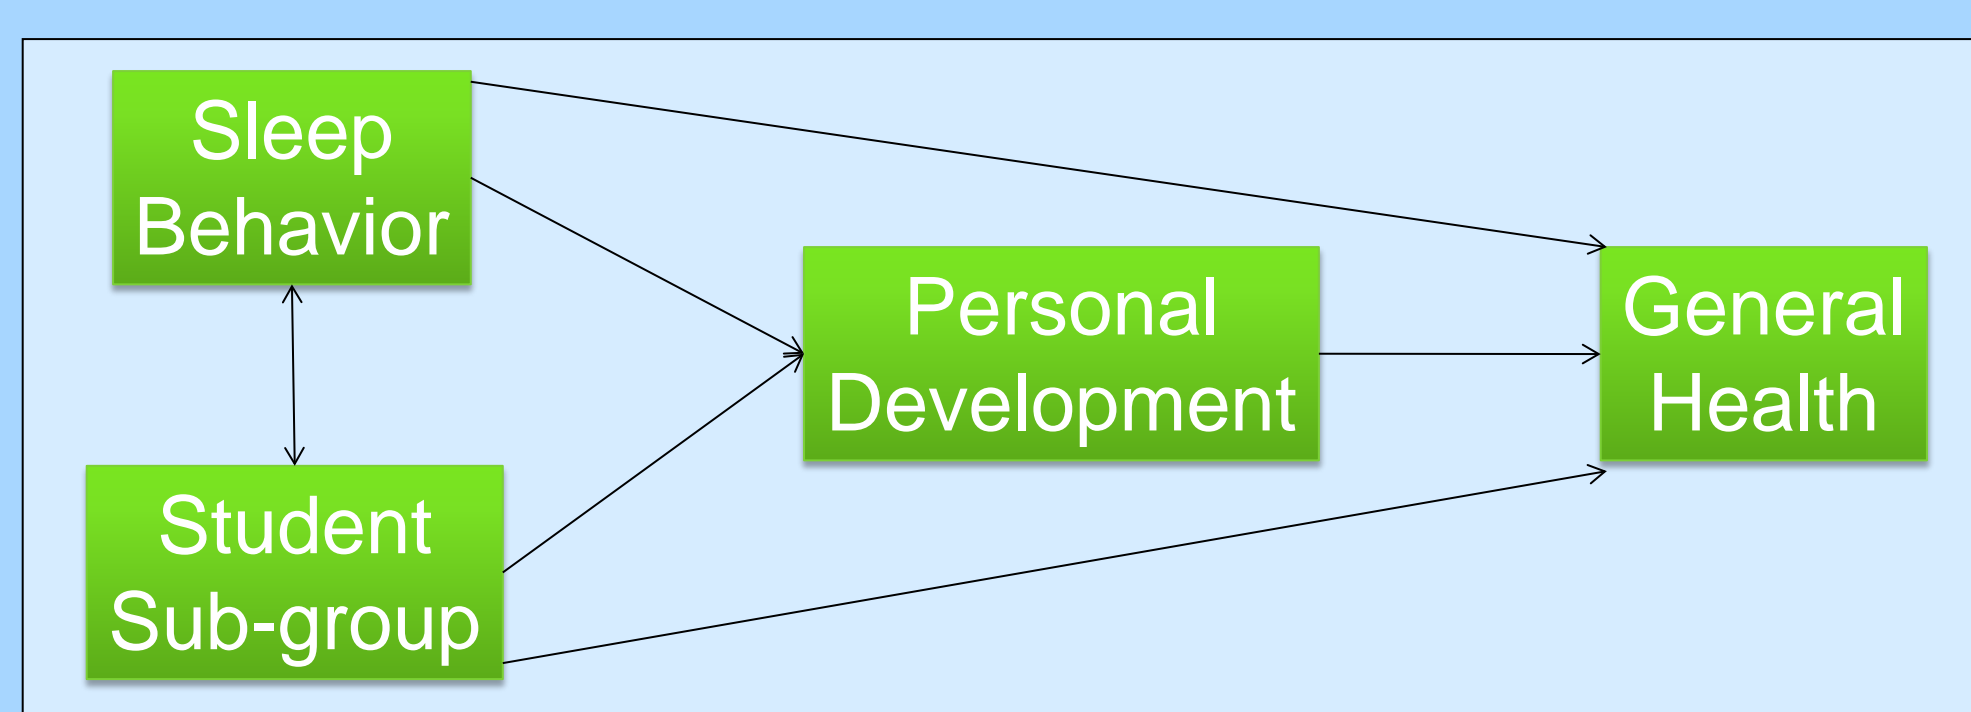 Sleep
Behavior
Personal
Development
General
Health
Student
Sub-group